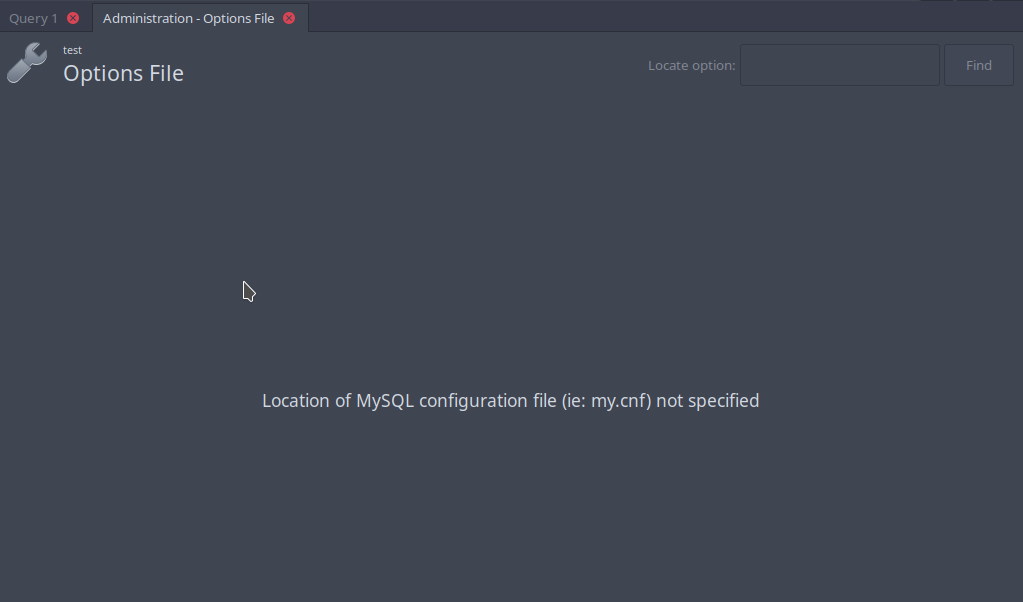 Query 1
Administration - Options File
test
Options File
Locate option:
Find
Location of MySQL configuration file (ie: my.cnf) not specified